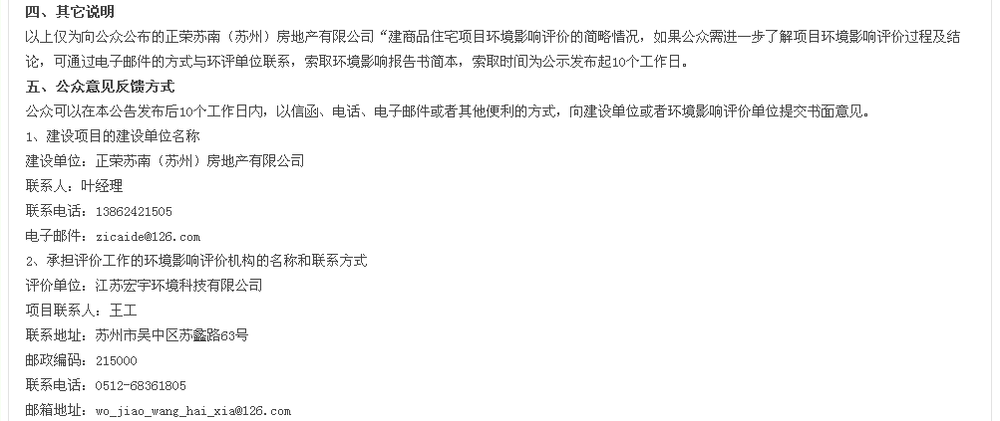 四、其它说明
以上仅为向公众公布的正荣苏南（苏州）房地产有限公司“建商品住宅项目环境影响评价的简略情况，如果公众需进一步了解项目环境影响评价过程及结
论，可通过电子邮件的方式与环评单位联系，索取环境影响报告书简本，索取时间为公示发布起10个工作日。
五、公众意见反馈方式
公众可以在本公告发布后10个工作日内，以信函、电话、电子邮件或者其他便利的方式，向建设单位或者环境影响评价单位提交书面意见。
1、建设项目的建设单位名称
建设单位：正荣苏南（苏州）房地产有限公司
联系人：叶经理
联系电话：13862421505
电子邮件：zicaide@126.com
2、承担评价工作的环境影响评价机构的名称和联系方式
评价单位：江苏宏宇环境科技有限公司
项目联系人：王工
联系地址：苏州市吴中区苏蠡路63号
邮政编码：215000
联系电话：0512-68361805
邮箱地址：wo_jiao_wang_hai_xia@126.com